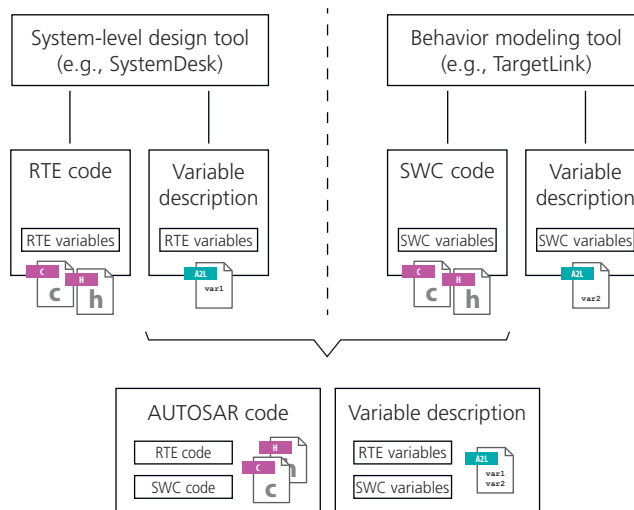 System-level design tool
(e.g., SystemDesk)
Behavior modeling tool
(e.g., TargetLink)
RTE code
RTE variables
C
c
H
h
Variable
description
RTE variables
A2L
var1
SWC code
SWC variables
C
c
H
h
Variable
description
SWC variables
A2L
var2
AUTOSAR code
RTE code
SWC code
H
h
C
c
Variable description
RTE variables
SWC variables
A2L
var1
var2